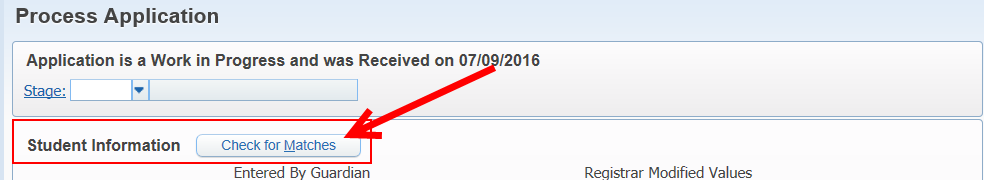 Process Application
Application is a Work in Progress and was Received on 07/09/2016
Stage:
Student Information Check for Matches
Entered By Guardian Registrar Modified Values